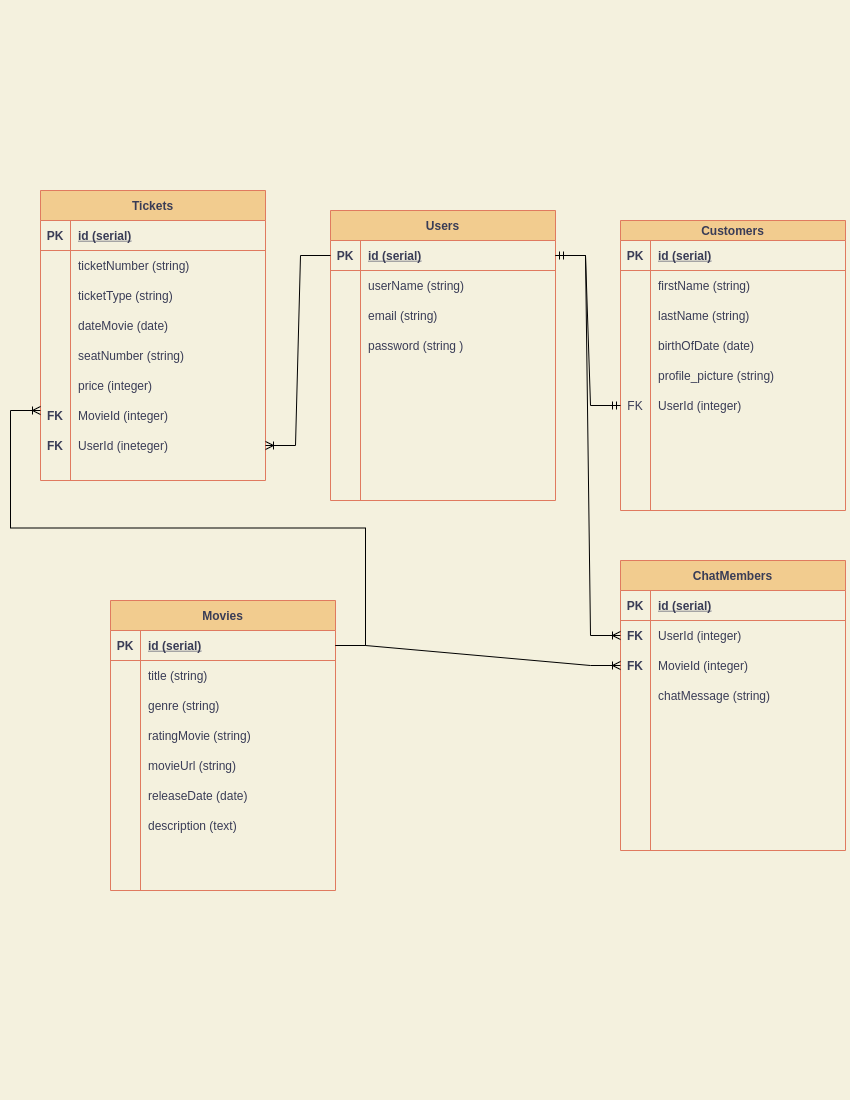 Tickets
PK id (serial)
ticketNumber (string)
ticketType (string)
dateMovie (date)
seatNumber (string)
price (integer)
FK MovieId (integer)
FK UserId (ineteger)
Users
PK id (serial)
userName (string)
email (string)
password (string )
Customers
PK id (serial)
firstName (string)
lastName (string)
birthOfDate (date)
profile_picture (string)
FK UserId (integer)
Movies
PK id (serial)
title (string)
genre (string)
ratingMovie (string)
movieUrl (string)
releaseDate (date)
description (text)
ChatMembers
PK id (serial)
FK UserId (integer)
FK MovieId (integer)
chatMessage (string)